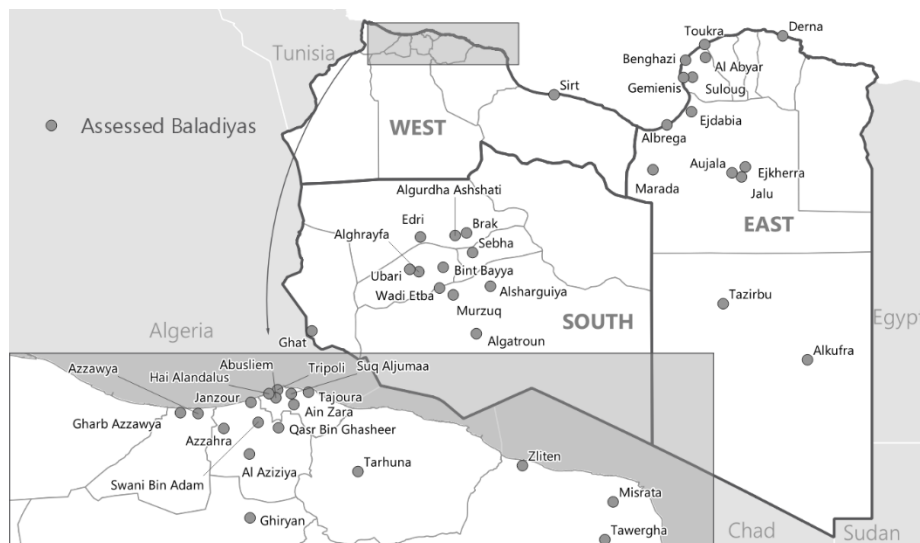 Toukra
Derna
Tunisia
Benghazi
Al Abyar
Gemienis
Suloug
Sirt
Assessed Baladiyas
WEST
Ejdabia
Albrega
Aujala
Ejkherra
Marada
Jalu
Algurdha Ashshati
Edri
Brak
EAST
Alghrayfa
Sebha
Ubari
Bint Bayya
Wadi Etba
Alsharguiya
Murzuq
Tazirbu
SOUTH
Algeria
Egypt
Ghat
Algatroun
Alkufra
Abusliem
Azzawya
Hai Alandalus
Tripoli
Suq Aljumaa
Janzour
Tajoura
Gharb Azzawya
Ain Zara
Azzahra
Qasr Bin Ghasheer
Swani Bin Adam
Al Aziziya
Tarhuna
Zliten
Misrata
Ghiryan
Tawergha
Chad
Sudan